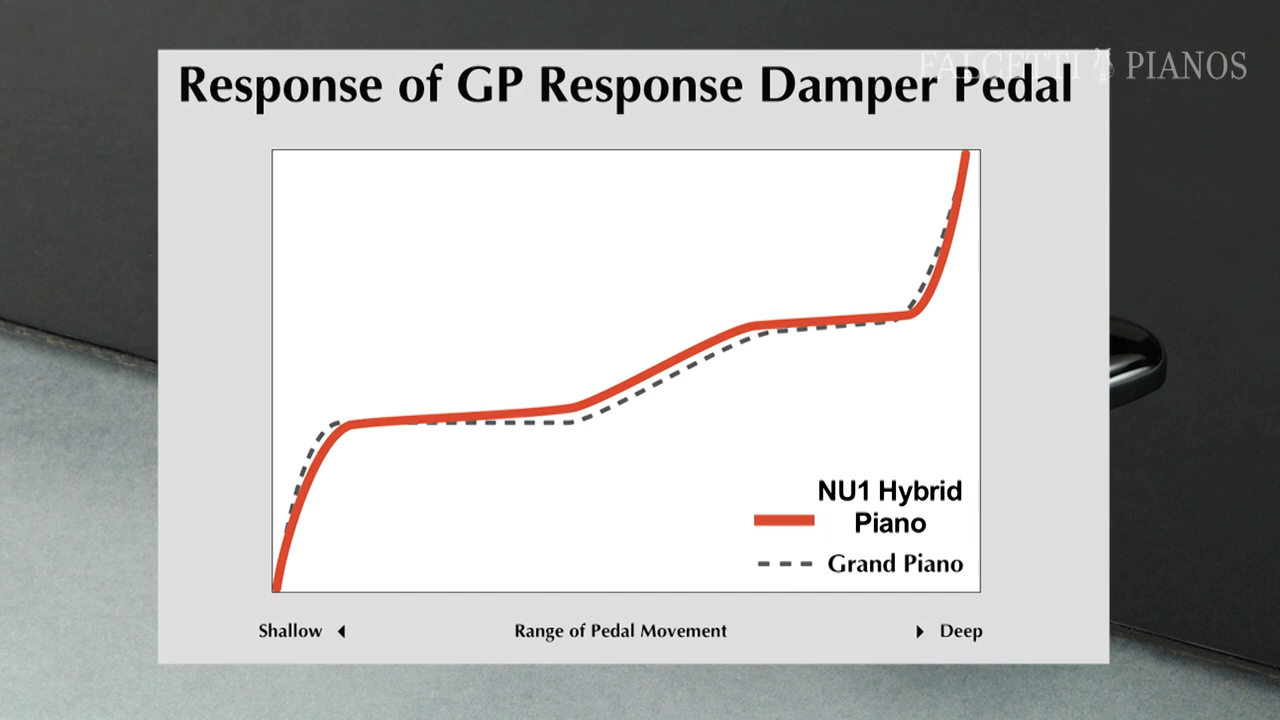 FALCETTI PIANOS
Response of GP Response Damper Pedal
NU1 Hybrid
Piano
Grand Piano
Shallow
Range of Pedal Movement
Deep